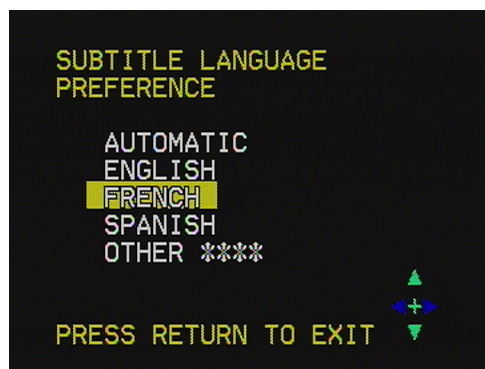 SUBTITLE LANGUAGE
PREFERENCE
AUTOMATIC
ENGLISH
FRENCH
SPANISH
OTHER ****
PRESS RETURN TO EXIT